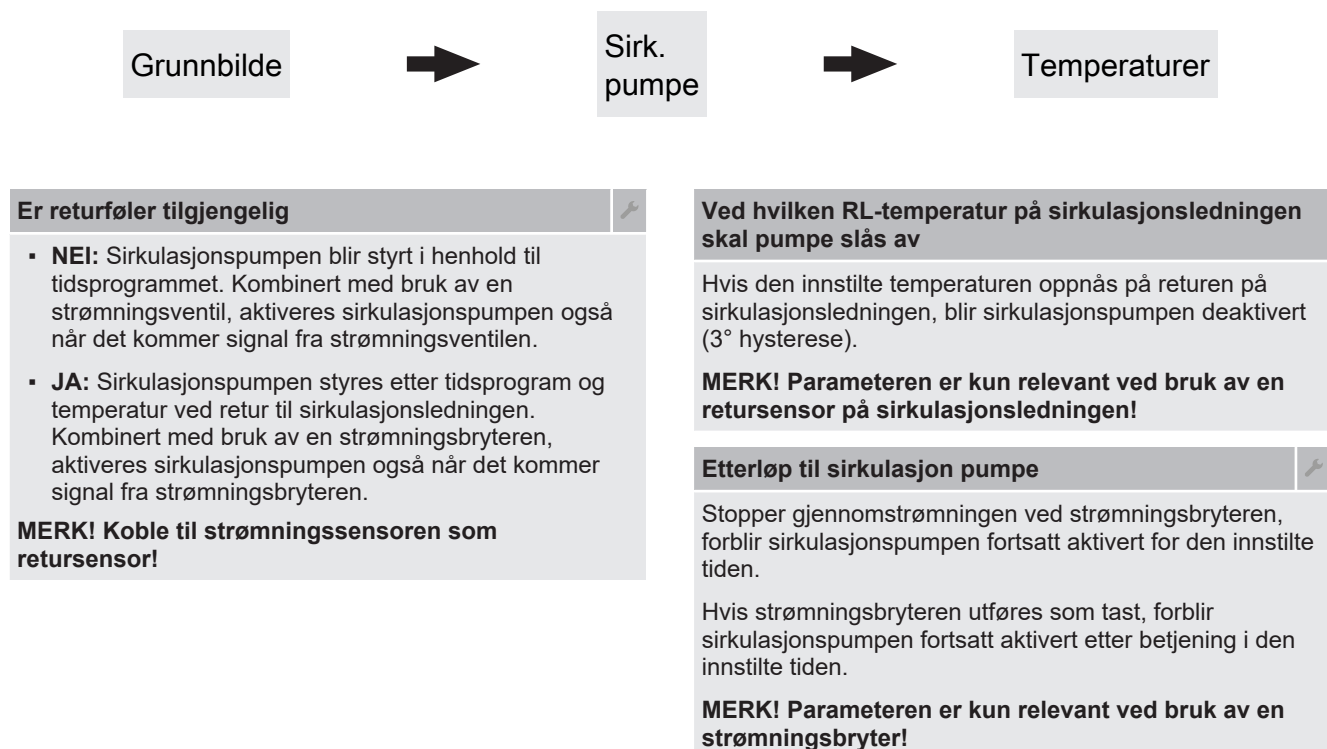 Grunnbilde
Sirk.
pumpe
Temperaturer
Er returføler tilgjengelig
▪ NEI: Sirkulasjonspumpen blir styrt i henhold til
tidsprogrammet. Kombinert med bruk av en
strømningsventil, aktiveres sirkulasjonspumpen også
når det kommer signal fra strømningsventilen.
▪ JA: Sirkulasjonspumpen styres etter tidsprogram og
temperatur ved retur til sirkulasjonsledningen.
Kombinert med bruk av en strømningsbryteren,
aktiveres sirkulasjonspumpen også når det kommer
signal fra strømningsbryteren.
MERK! Koble til strømningssensoren som
retursensor!
Ved hvilken RL-temperatur på sirkulasjonsledningen
skal pumpe slås av
Hvis den innstilte temperaturen oppnås på returen på
sirkulasjonsledningen, blir sirkulasjonspumpen deaktivert
(3° hysterese).
MERK! Parameteren er kun relevant ved bruk av en
retursensor på sirkulasjonsledningen!
Etterløp til sirkulasjon pumpe
Stopper gjennomstrømningen ved strømningsbryteren,
forblir sirkulasjonspumpen fortsatt aktivert for den innstilte
tiden.
Hvis strømningsbryteren utføres som tast, forblir
sirkulasjonspumpen fortsatt aktivert etter betjening i den
innstilte tiden.
MERK! Parameteren er kun relevant ved bruk av en
strømningsbryter!